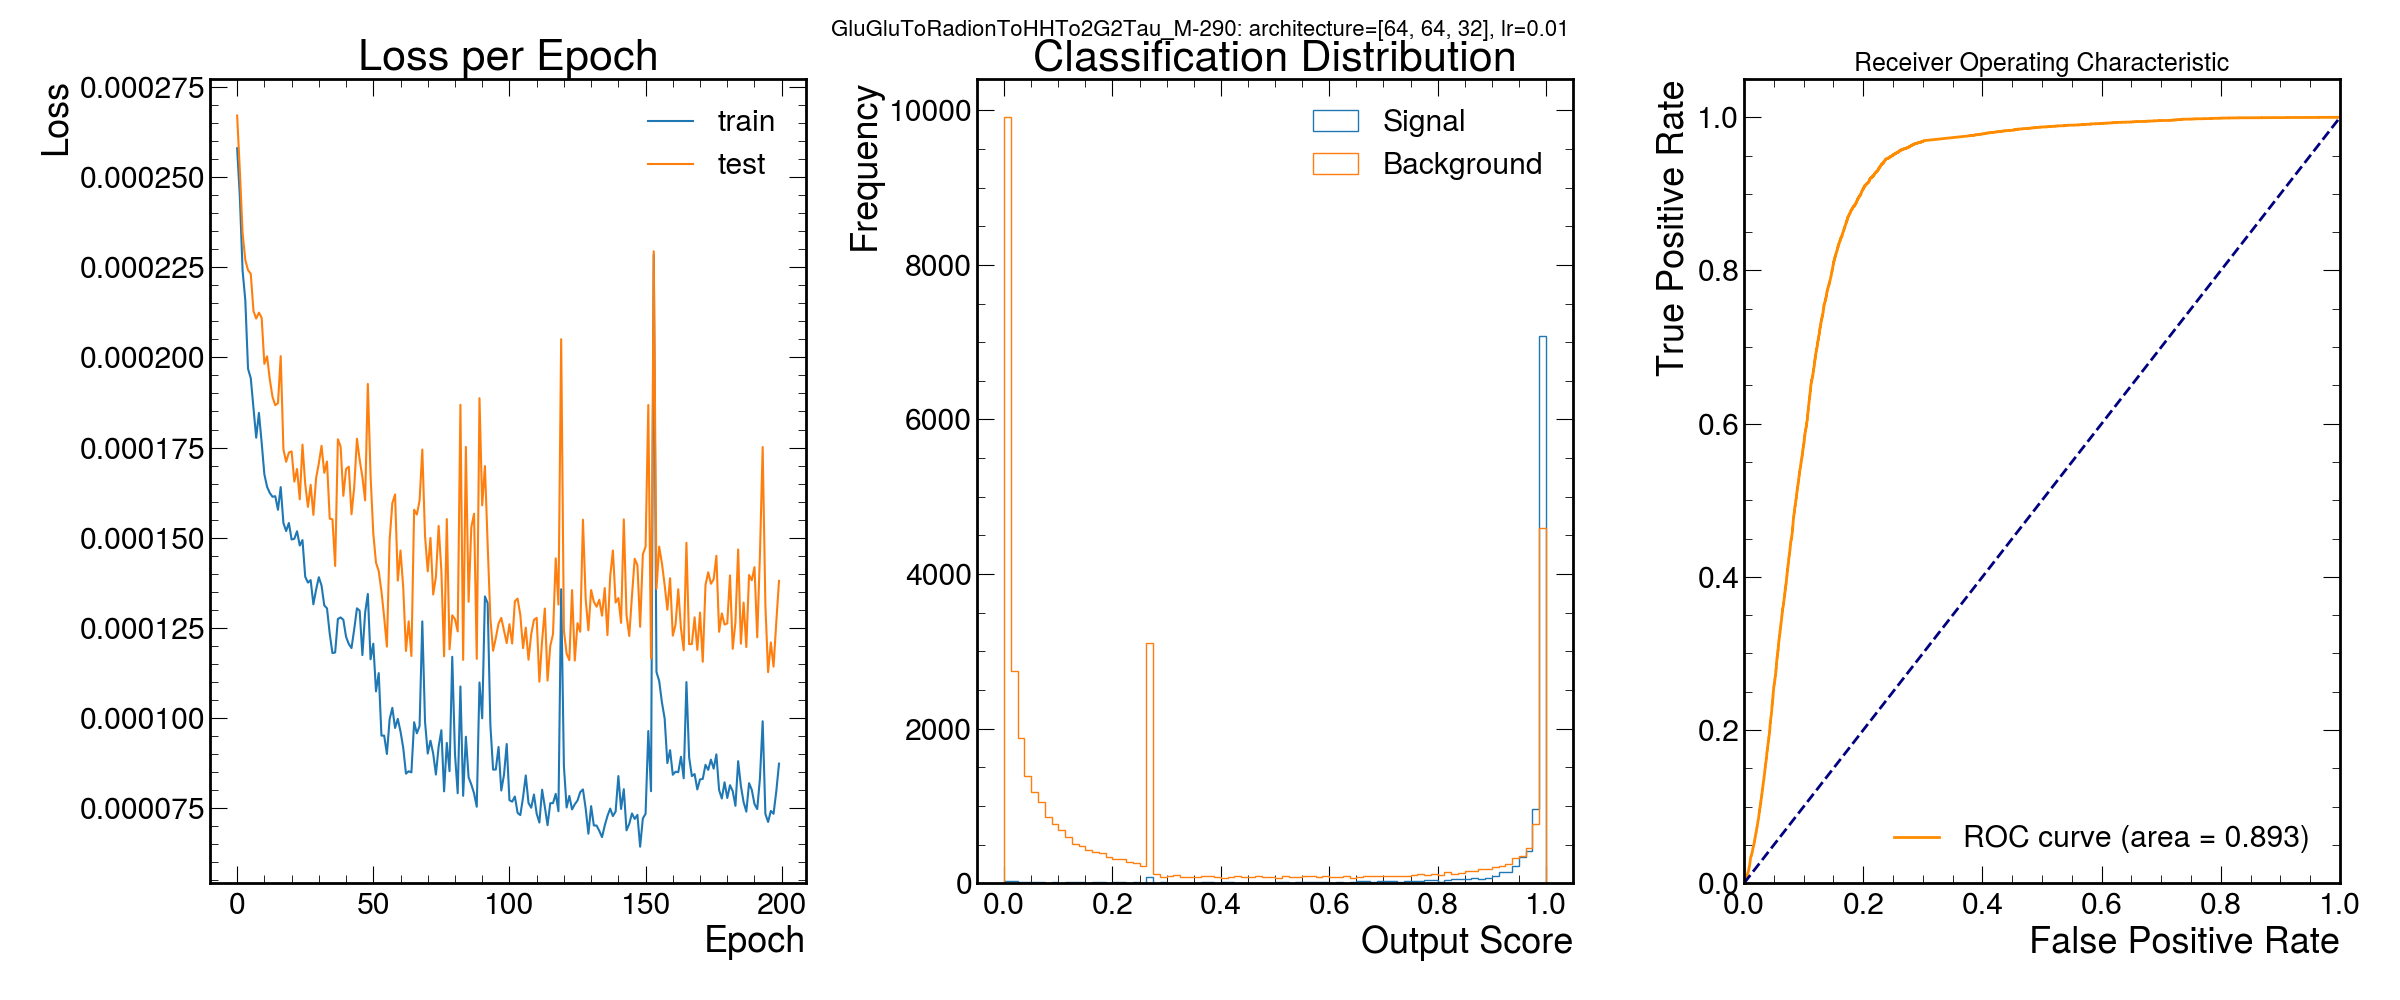 GluGluToRadionToHHTo2G2Tau_M-290: architecture=[64, 64, 32], lr=0.01
Loss per Epoch
Loss
0.000275
0.000250
0.000225
0.000200
0.000175
0.000150
0.000125
0.000100
0.000075
train
test
0 50 100 150 200
Epoch
Classification Distribution
Frequency
10000
8000
6000
4000
2000
0
Signal
Background
0.0 0.2 0.4 0.6 0.8 1.0
Output Score
Receiver Operating Characteristic
True Positive Rate
1.0
0.8
0.6
0.4
0.2
0.0
ROC curve (area = 0.893)
0.0 0.2 0.4 0.6 0.8 1.0
False Positive Rate